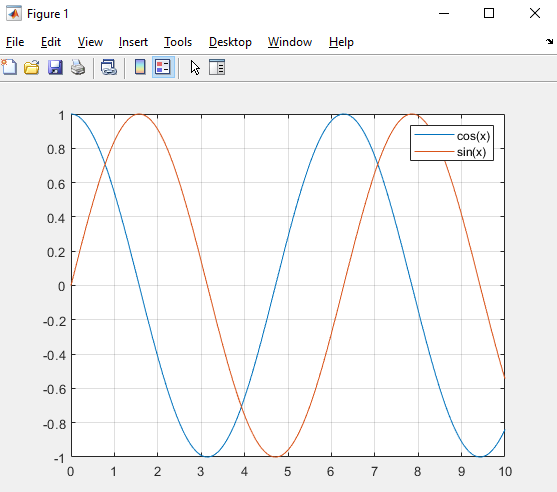 Figure 1
File Edit View Insert Tools Desktop Window Help
1
0.8
0.6
0.4
0.2
0
-0.2
-0.4
-0.6
-0.8
-1
0 1 2 3 4 5 6 7 8 9 10
cos(x)
sin(x)